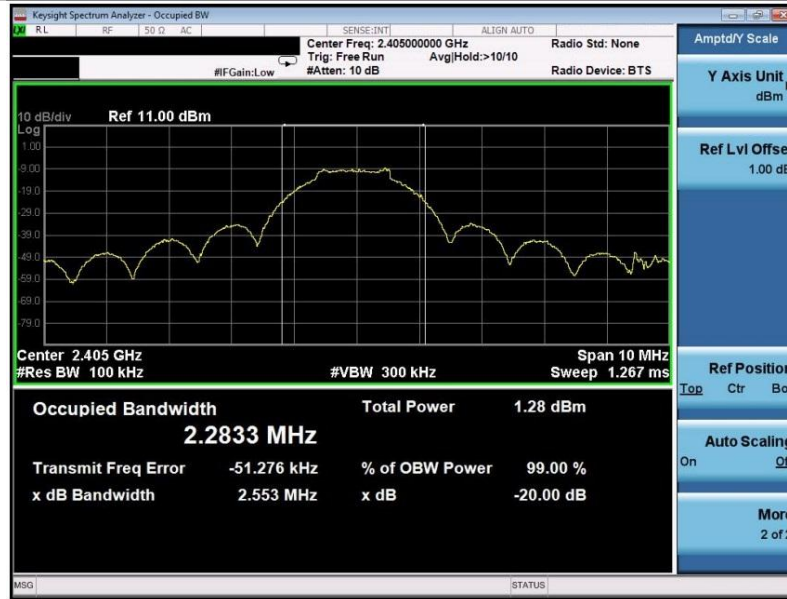 Keysight Spectrum Analyzer - Occupied BW
LXI RL RF 50 Ω AC SENSE:INT ALIGN AUTO
Center Freq: 2.405000000 GHz Radio Std: None
Trig: Free Run Avg|Hold:>10/10
#IFGain:Low #Atten: 10 dB Radio Device: BTS
10 dB/div Ref 11.00 dBm
Log
1.00
-9.00
-19.0
-29.0
-39.0
-49.0
-59.0
-69.0
-79.0
Center 2.405 GHz Span 10 MHz
#Res BW 100 kHz #VBW 300 kHz Sweep 1.267 ms
Occupied Bandwidth Total Power 1.28 dBm
2.2833 MHz
Transmit Freq Error -51.276 kHz % of OBW Power 99.00 %
x dB Bandwidth 2.553 MHz x dB -20.00 dB
MSG STATUS
Amptd/Y Scale
Y Axis Unit
dBm
Ref Lvl Offse
1.00 dB
Ref Position
Top Ctr Bo
Auto Scaling
On Of
More
2 of